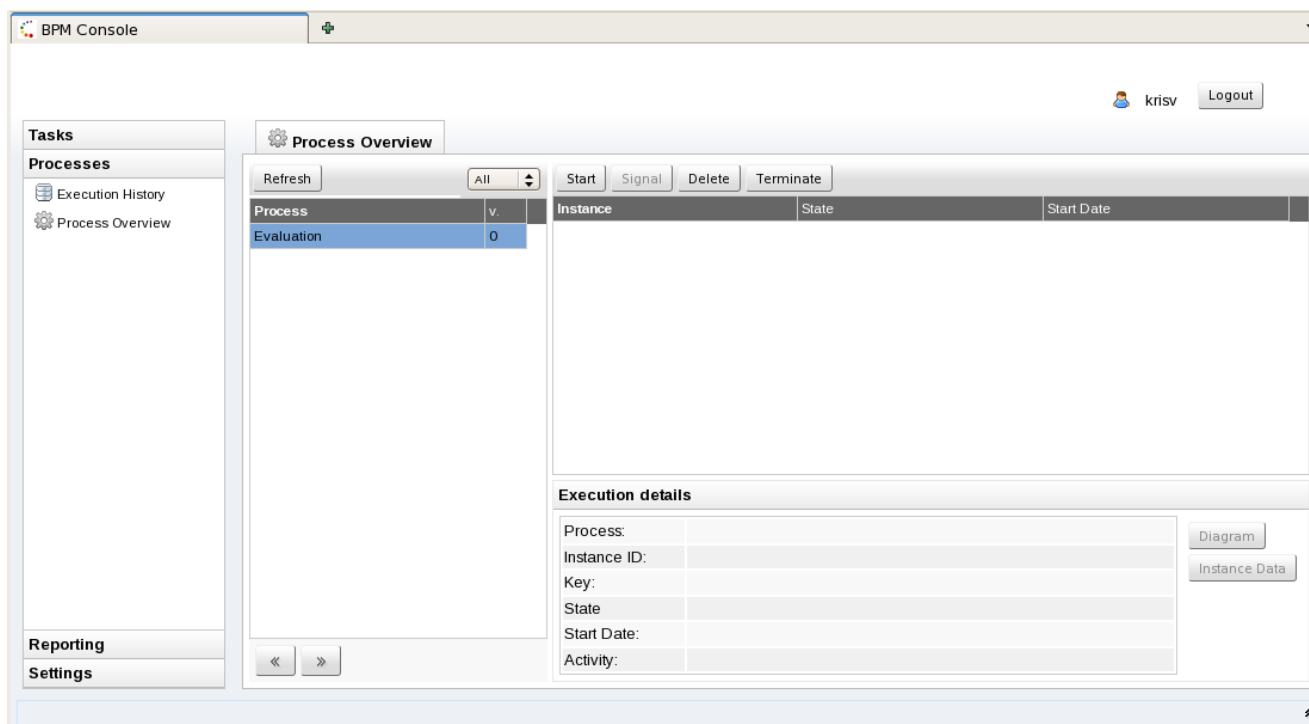 BPM Console
krisv Logout
Tasks
Processes
Execution History
Process Overview
Reporting
Settings
Process Overview
Refresh All
Process v.
Evaluation 0
« »
Start Signal Delete Terminate
Instance State Start Date
Execution details
Process:
Instance ID:
Key:
State
Start Date:
Activity:
Diagram
Instance Data